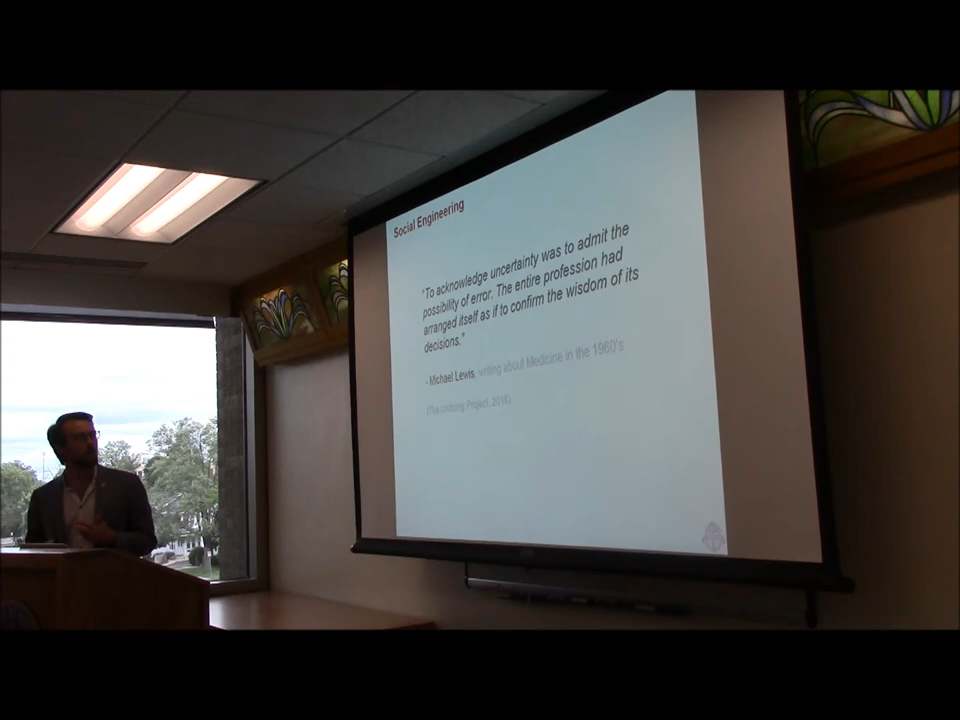 Social Engineering
"To acknowledge uncertainty was to admit the
possibility of error. The entire profession had
arranged itself as if to confirm the wisdom of its
decisions."
- Michael Lewis, writing about Medicine in the 1960's
(The Undoing Project, 2016)